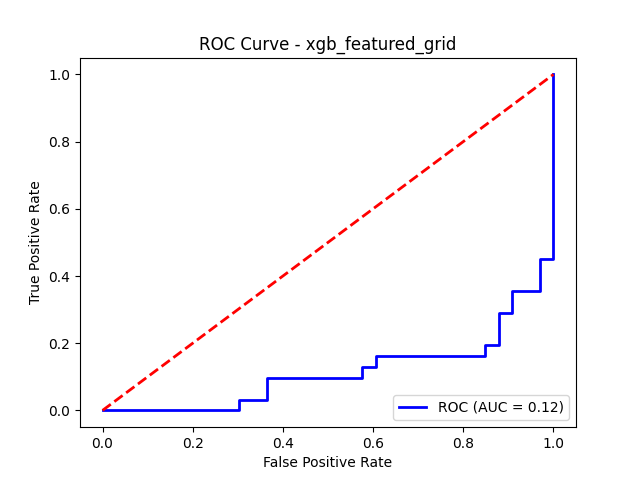 ROC Curve - xgb_featured_grid
True Positive Rate
1.0
0.8
0.6
0.4
0.2
0.0
ROC (AUC = 0.12)
0.0 0.2 0.4 0.6 0.8 1.0
False Positive Rate